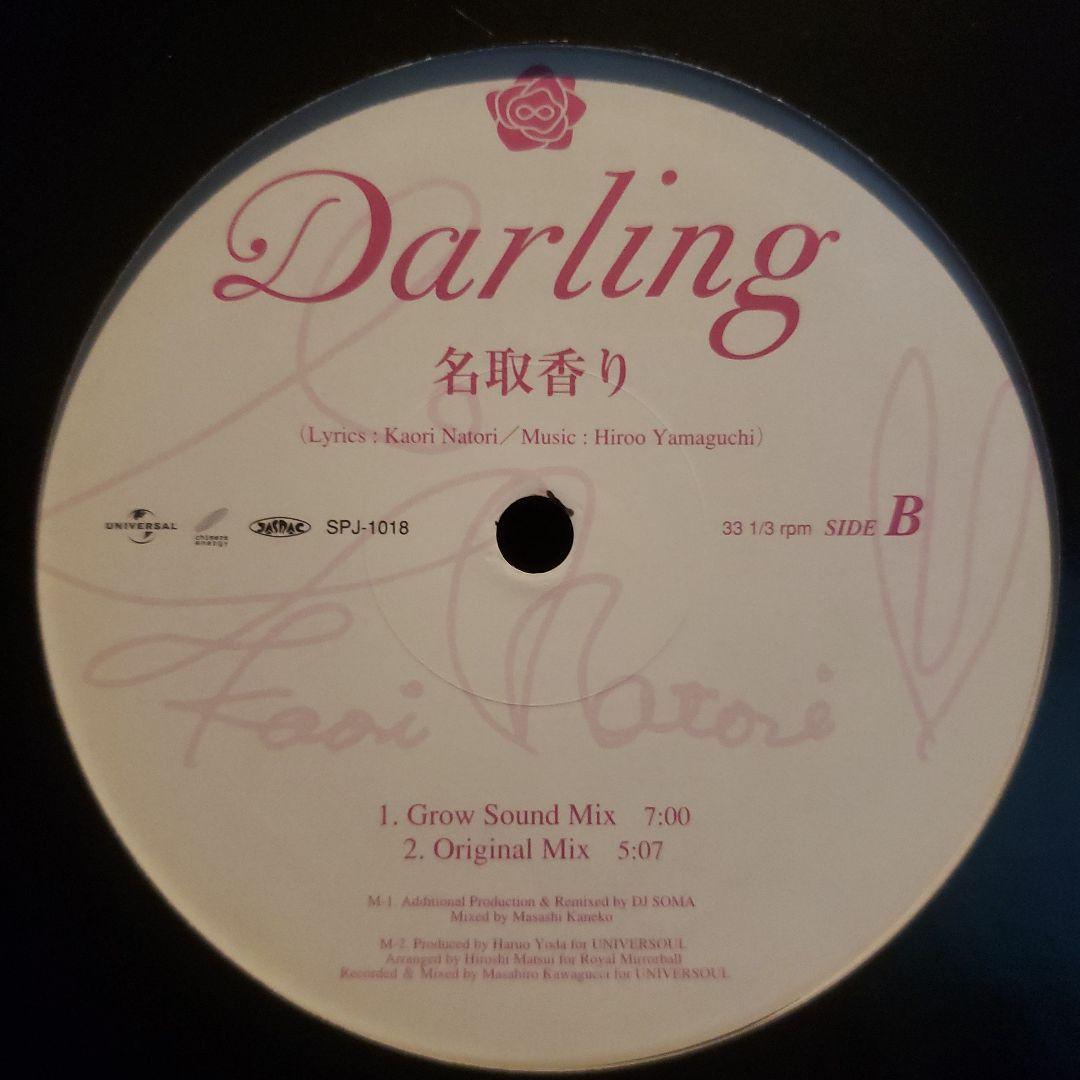 Darling
名取香り
（Lyrics : Kaori Natori／Music : Hiroo Yamaguchi）
UNIVERSAL chimera energy JASRAC SPJ-1018 33 1/3 rpm SIDE B
Kaori Natori
1. Grow Sound Mix 7:00
2. Original Mix 5:07
M-1. Additional Production & Remixed by DJ SOMA
Mixed by Masashi Kaneko
M-2. Produced by Haruo Yoda for UNIVERSOUL
Arranged by Hiroshi Matsui for Royal Mirrorball
Recorded & Mixed by Masahiro Kawagucci for UNIVERSOUL